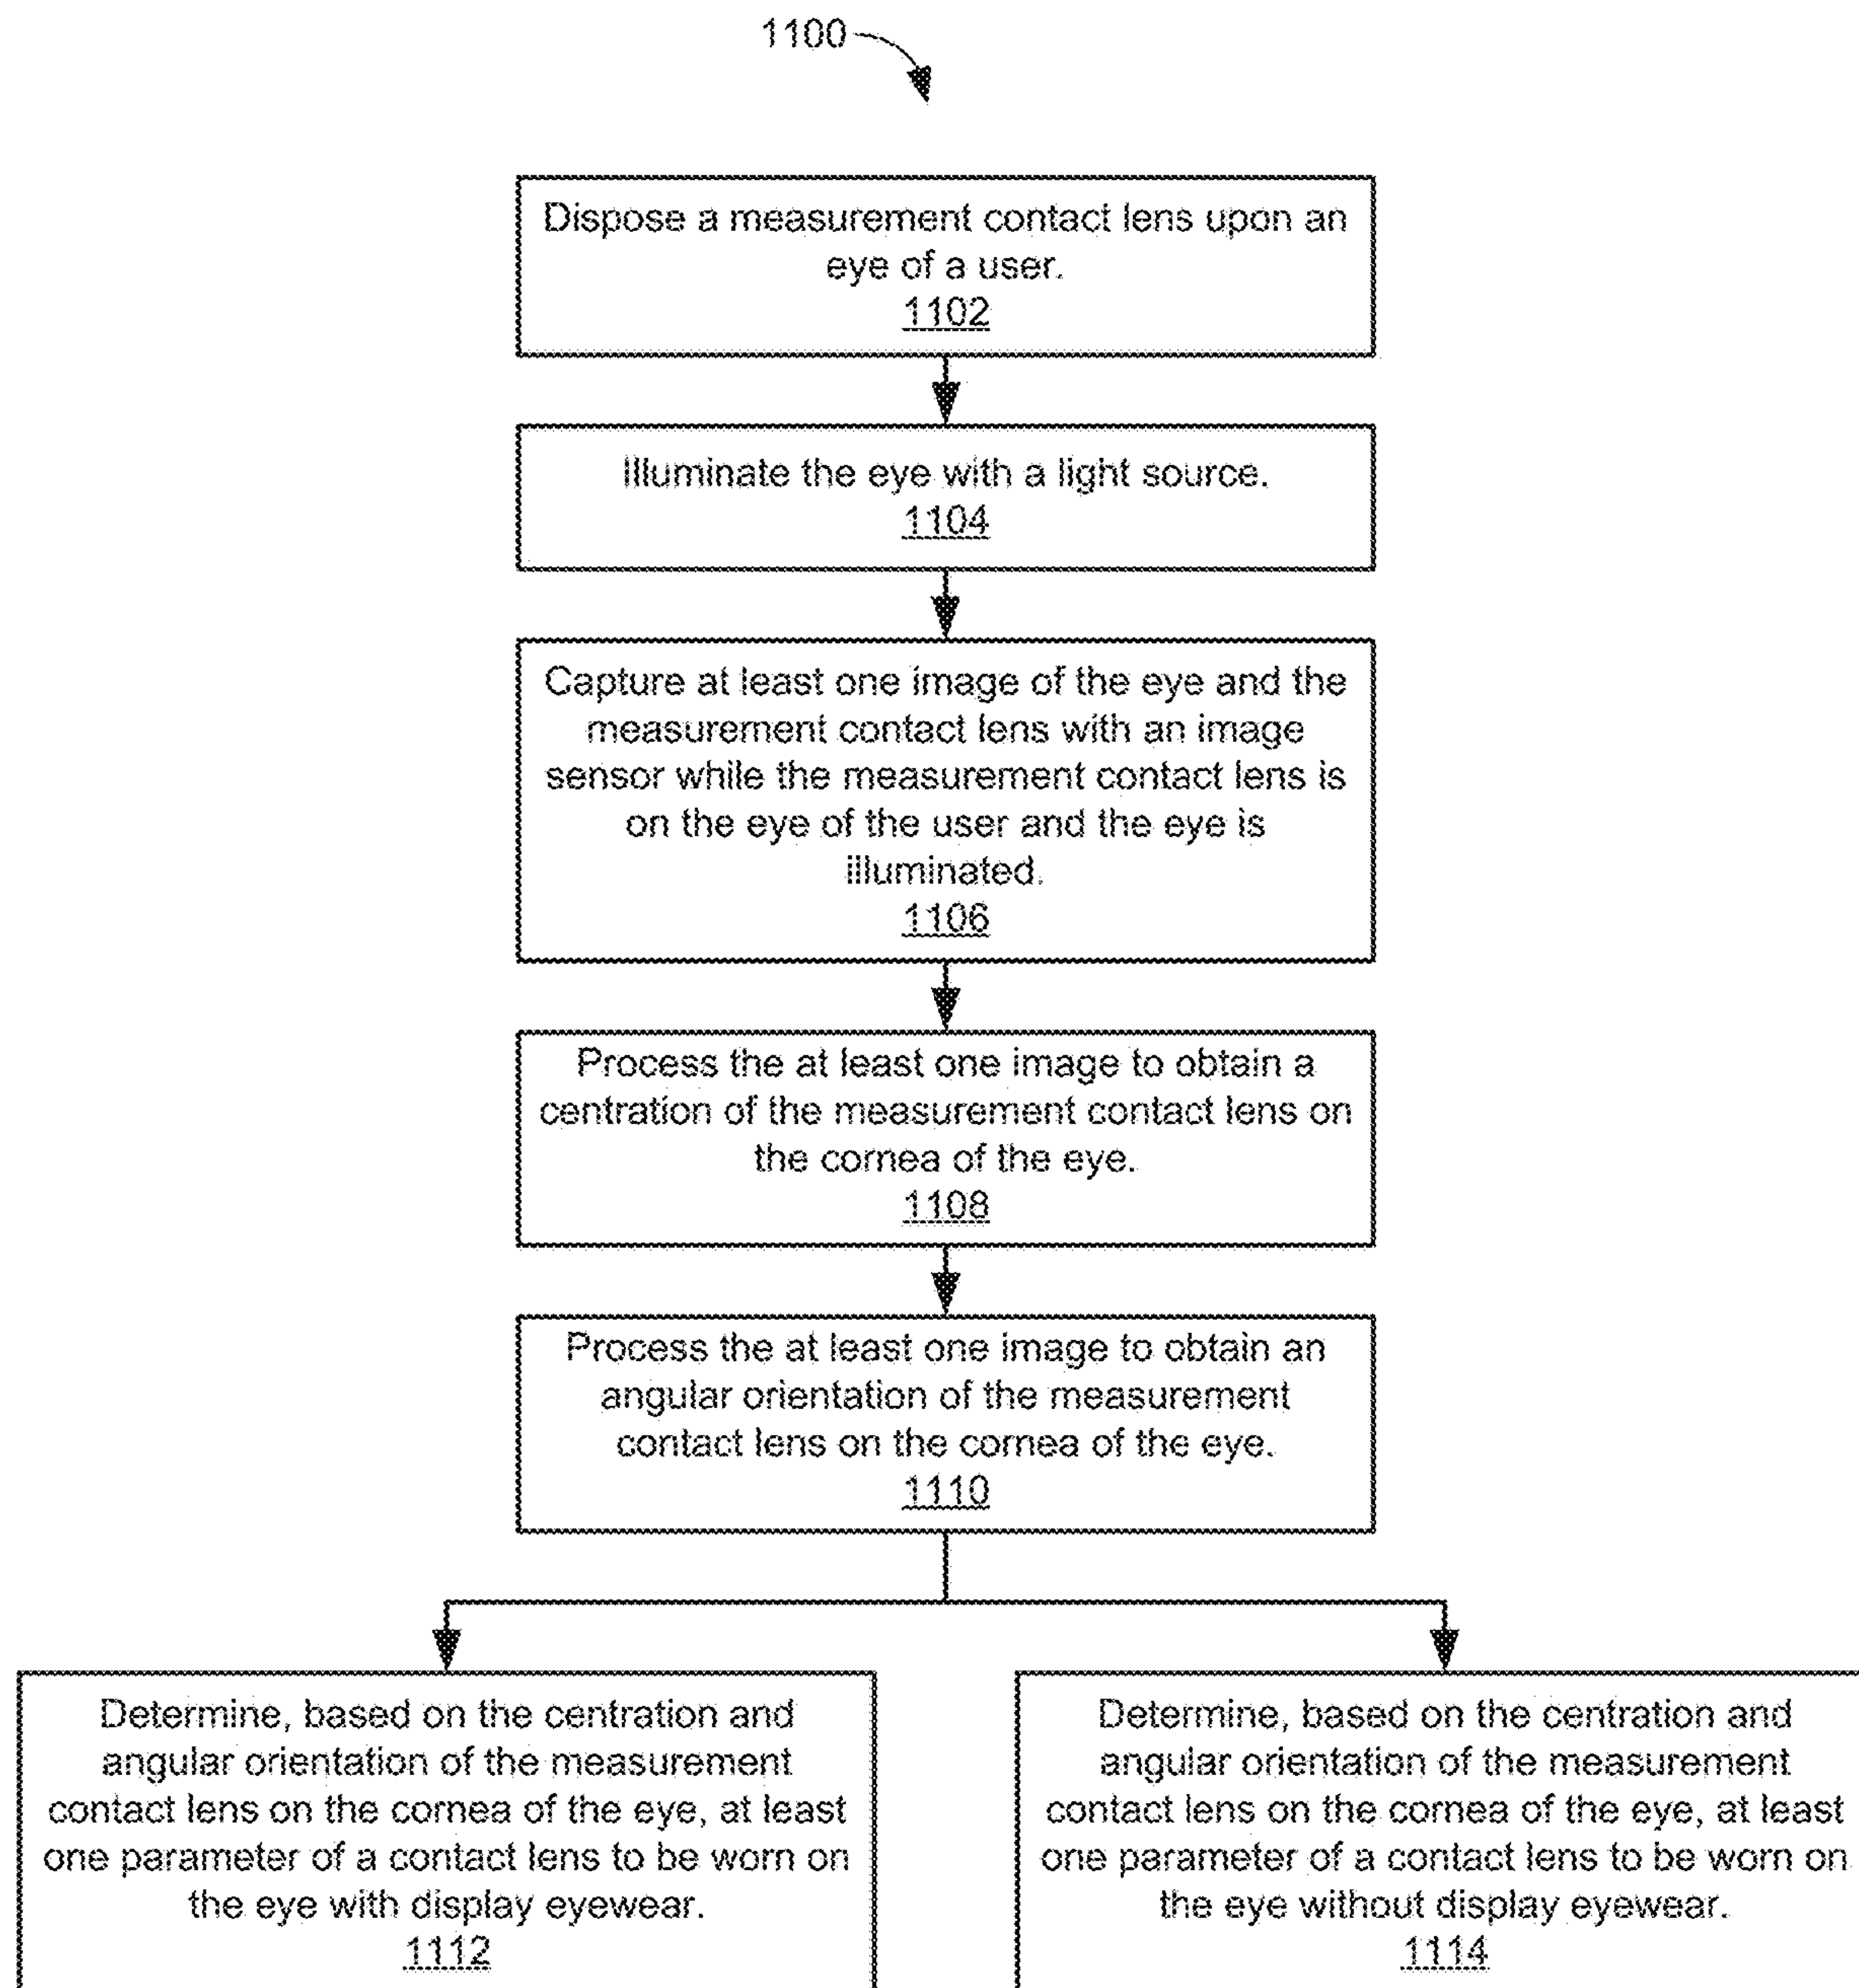 1100
Dispose a measurement contact lens upon an
eye of a user.
1102
Illuminate the eye with a light source.
1104
Capture at least one image of the eye and the
measurement contact lens with an image
sensor while the measurement contact lens is
on the eye of the user and the eye is
illuminated.
1106
Process the at least one image to obtain a
centration of the measurement contact lens on
the cornea of the eye.
1108
Process the at least one image to obtain an
angular orientation of the measurement
contact lens on the cornea of the eye.
1110
Determine, based on the centration and
angular orientation of the measurement
contact lens on the cornea of the eye, at least
one parameter of a contact lens to be worn on
the eye with display eyewear.
1112
Determine, based on the centration and
angular orientation of the measurement
contact lens on the cornea of the eye, at least
one parameter of a contact lens to be worn on
the eye without display eyewear.
1114